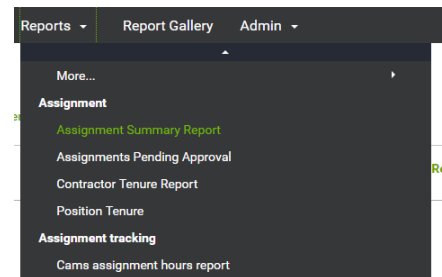 Reports Report Gallery Admin
More...
Assignment
Assignment Summary Report
Assignments Pending Approval
Contractor Tenure Report
Position Tenure
Assignment tracking
Cams assignment hours report